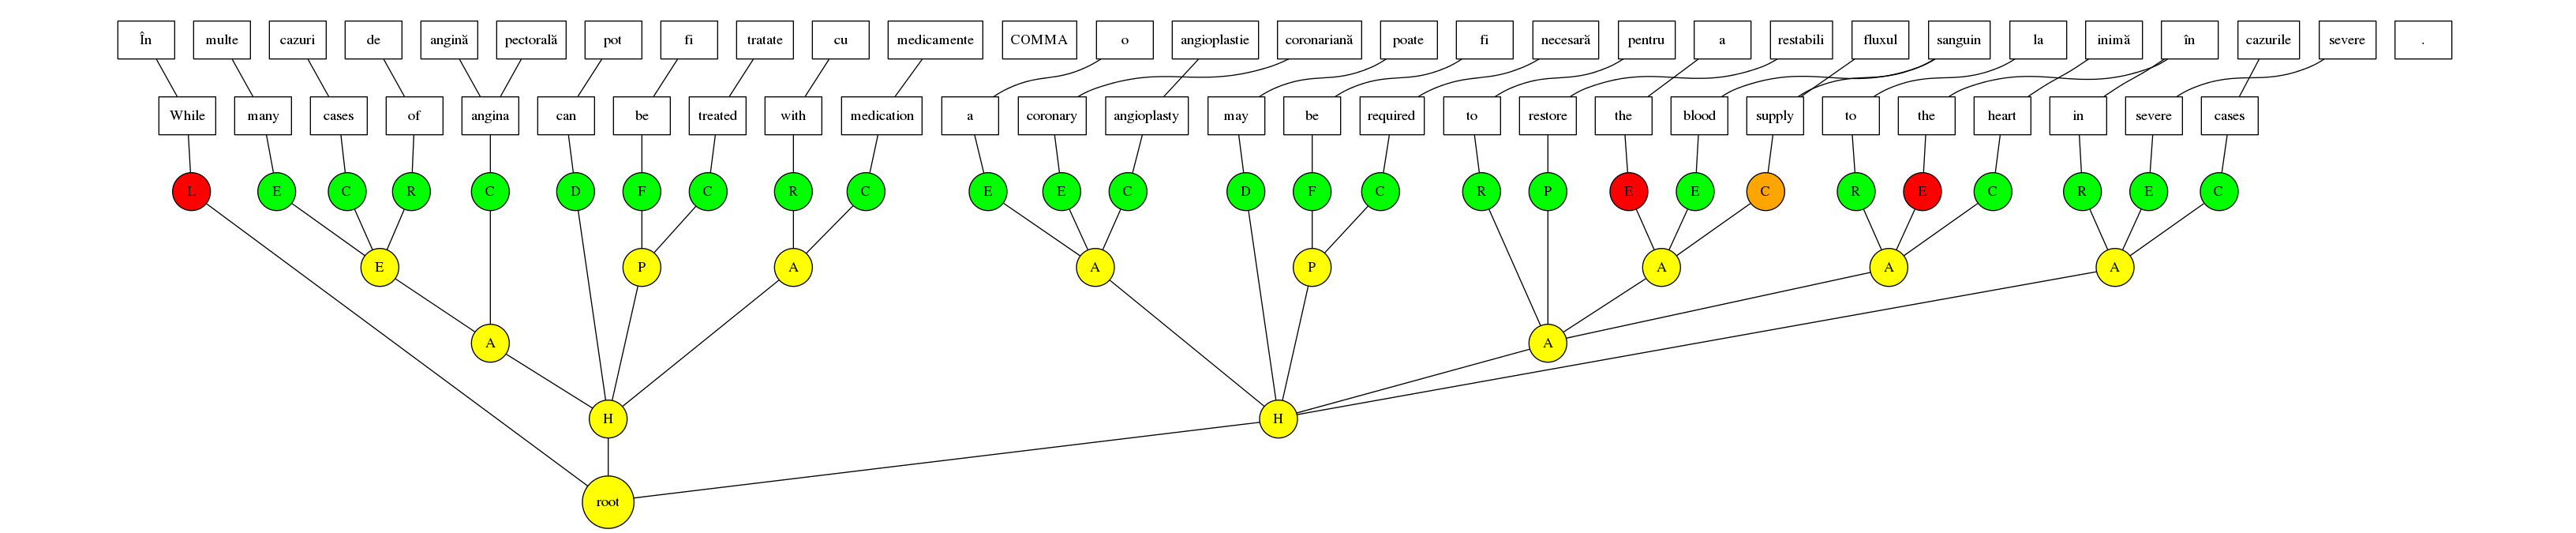 În multe cazuri de angină pectorală pot fi tratate cu medicamente COMMA o angioplastie coronariană poate fi necesară pentru a restabili fluxul sanguin la inimă în cazurile severe .
While many cases of angina can be treated with medication a coronary angioplasty may be required to restore the blood supply to the heart in severe cases
L E C R C D F C R C E E C D F C R P E E C R E C R E C
E P A A P A A A
A A
H H
root